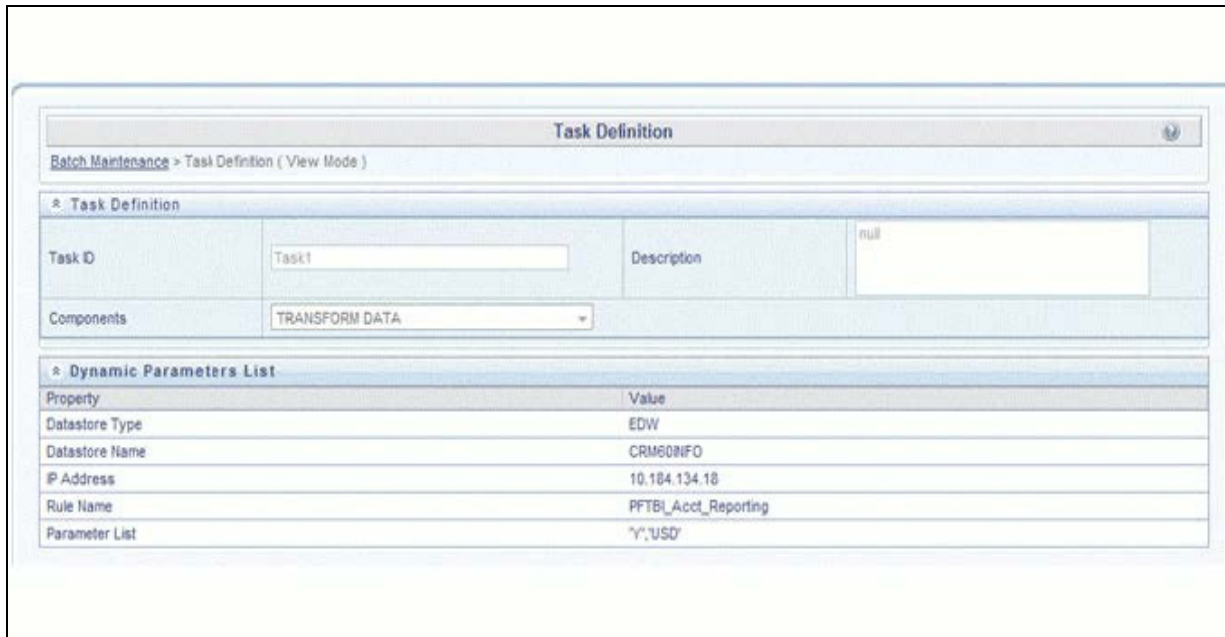 Task Definition
Batch Maintenance > Task Definition ( View Mode )
Task Definition
Task ID Task1 Description null
Components TRANSFORM DATA
Dynamic Parameters List
Property Value
Datastore Type EDW
Datastore Name CRM60INFO
IP Address 10.184.134.18
Rule Name PFTBI_Acct_Reporting
Parameter List "Y",'USD'